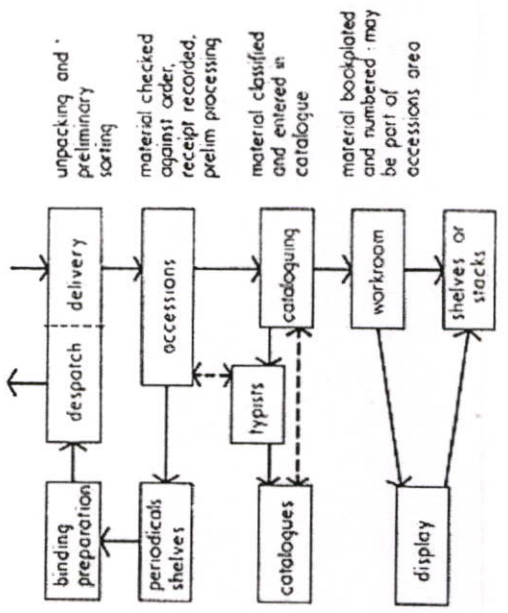 unpacking and
preliminary
sorting
material checked
against order,
receipt recorded,
prelim processing
material classified
and entered in
catalogue
material bookplated
and numbered : may
be part of
accessions area
despatch
delivery
accessions
cataloguing
workroom
shelves or
stacks
typists
binding
preparation
periodicals
shelves
catalogues
display